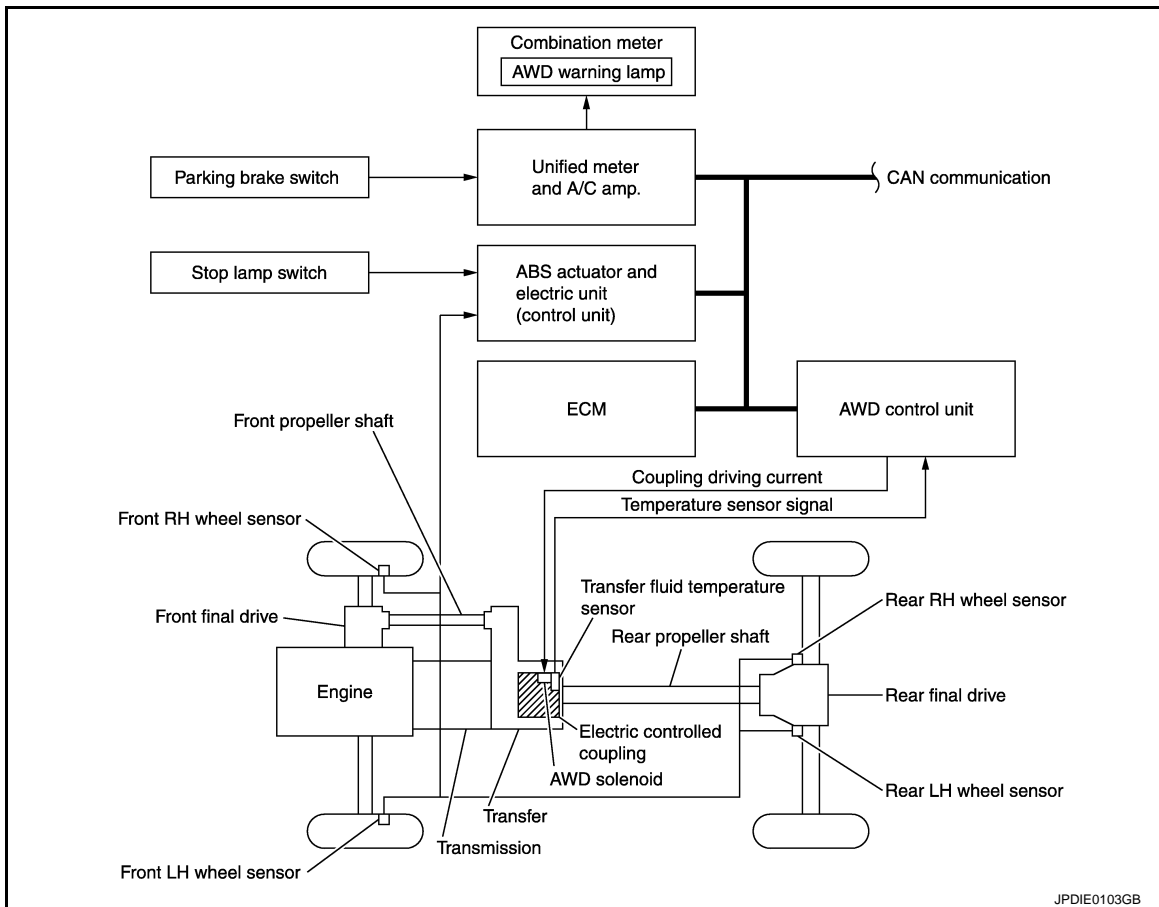 Combination meter
AWD warning lamp
Parking brake switch
Unified meter
and A/C amp.
CAN communication
Stop lamp switch
ABS actuator and
electric unit
(control unit)
ECM
AWD control unit
Front propeller shaft
Coupling driving current
Temperature sensor signal
Front RH wheel sensor
Transfer fluid temperature
sensor
Rear RH wheel sensor
Front final drive
Rear propeller shaft
Engine
Rear final drive
Electric controlled
coupling
AWD solenoid
Rear LH wheel sensor
Transfer
Transmission
Front LH wheel sensor
JPDIE0103GB